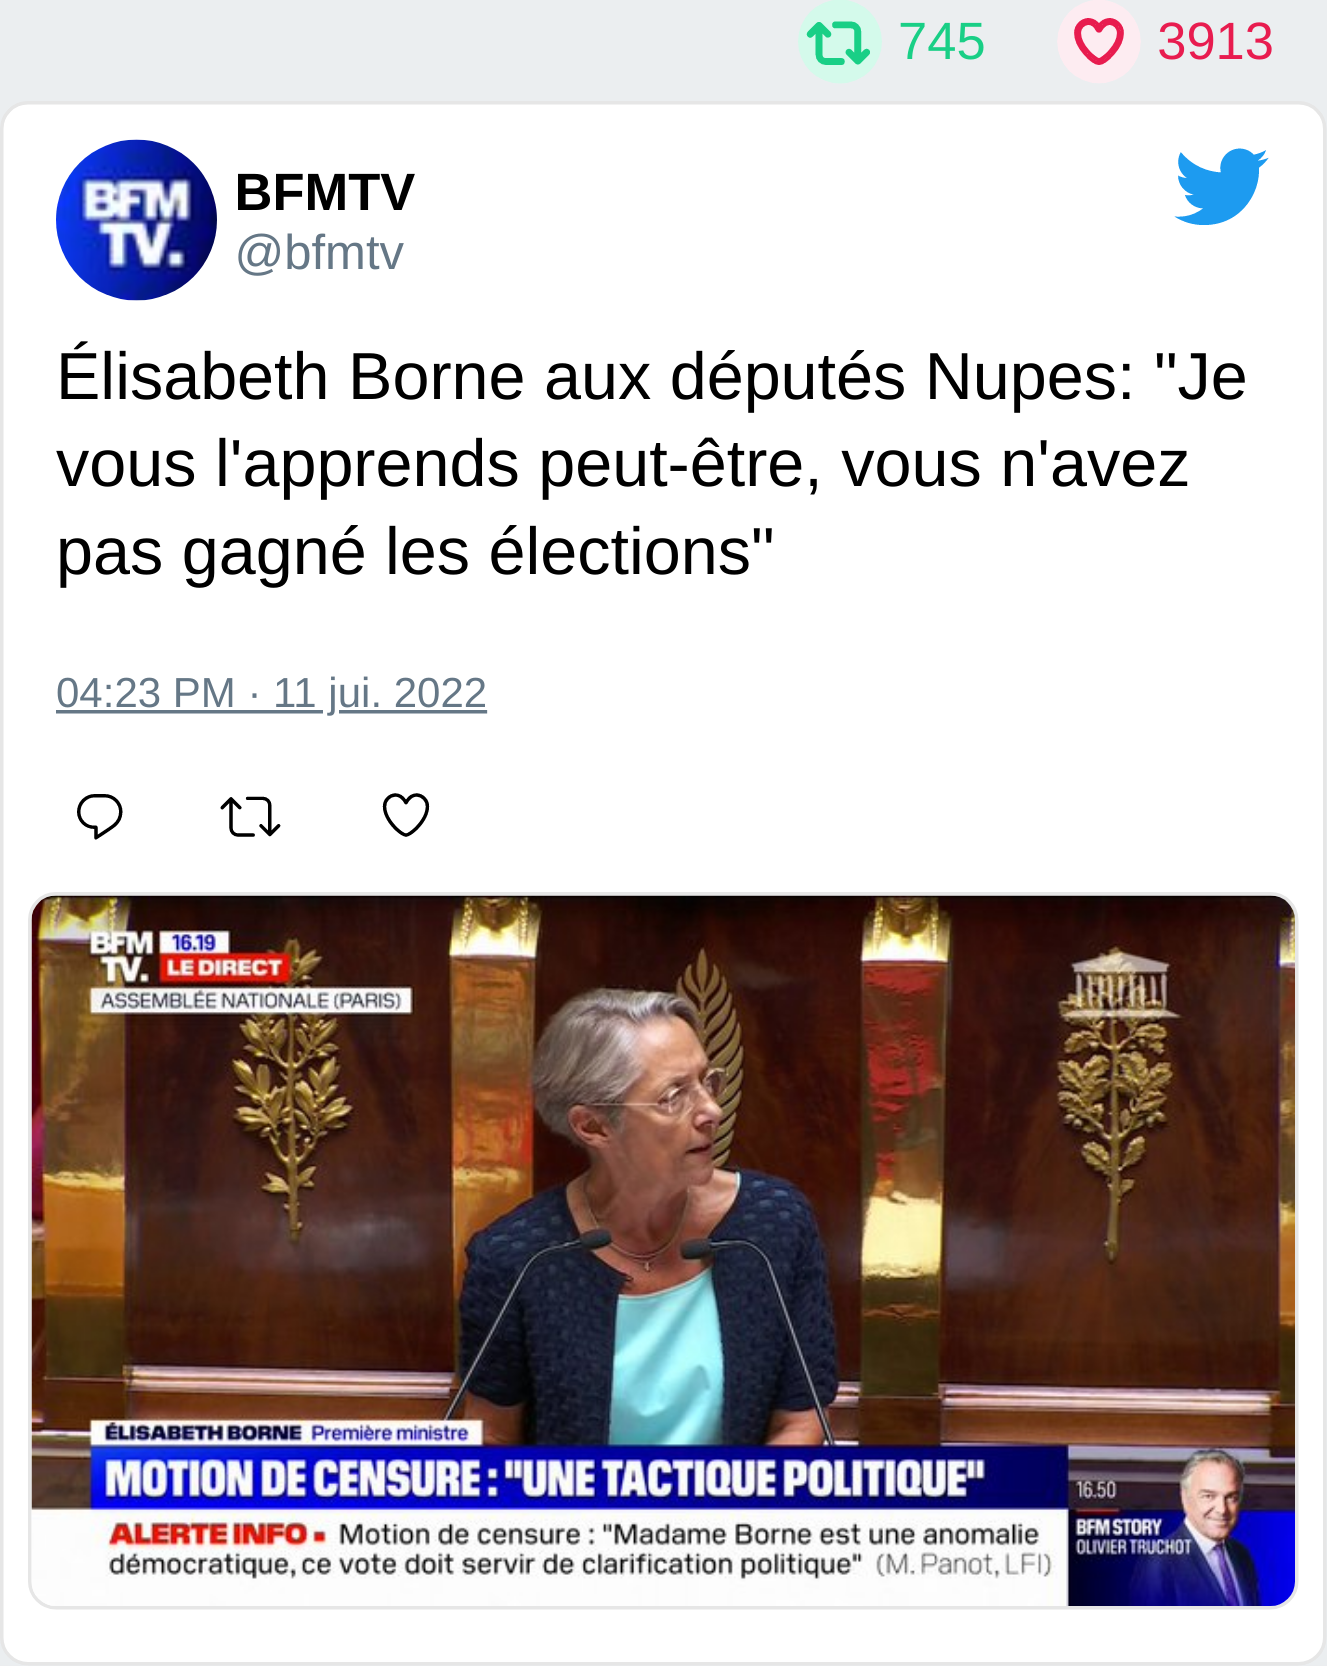 745 3913
BFM
TV.
BFMTV
@bfmtv
Élisabeth Borne aux députés Nupes: "Je
vous l'apprends peut-être, vous n'avez
pas gagné les élections"
04:23 PM · 11 jui. 2022
BFM 16.19
TV. LE DIRECT
ASSEMBLÉE NATIONALE (PARIS)
ÉLISABETH BORNE Première ministre
MOTION DE CENSURE : "UNE TACTIQUE POLITIQUE"
ALERTE INFO ▪ Motion de censure : "Madame Borne est une anomalie
démocratique, ce vote doit servir de clarification politique" (M. Panot, LFI)
16.50
BFM STORY
OLIVIER TRUCHOT